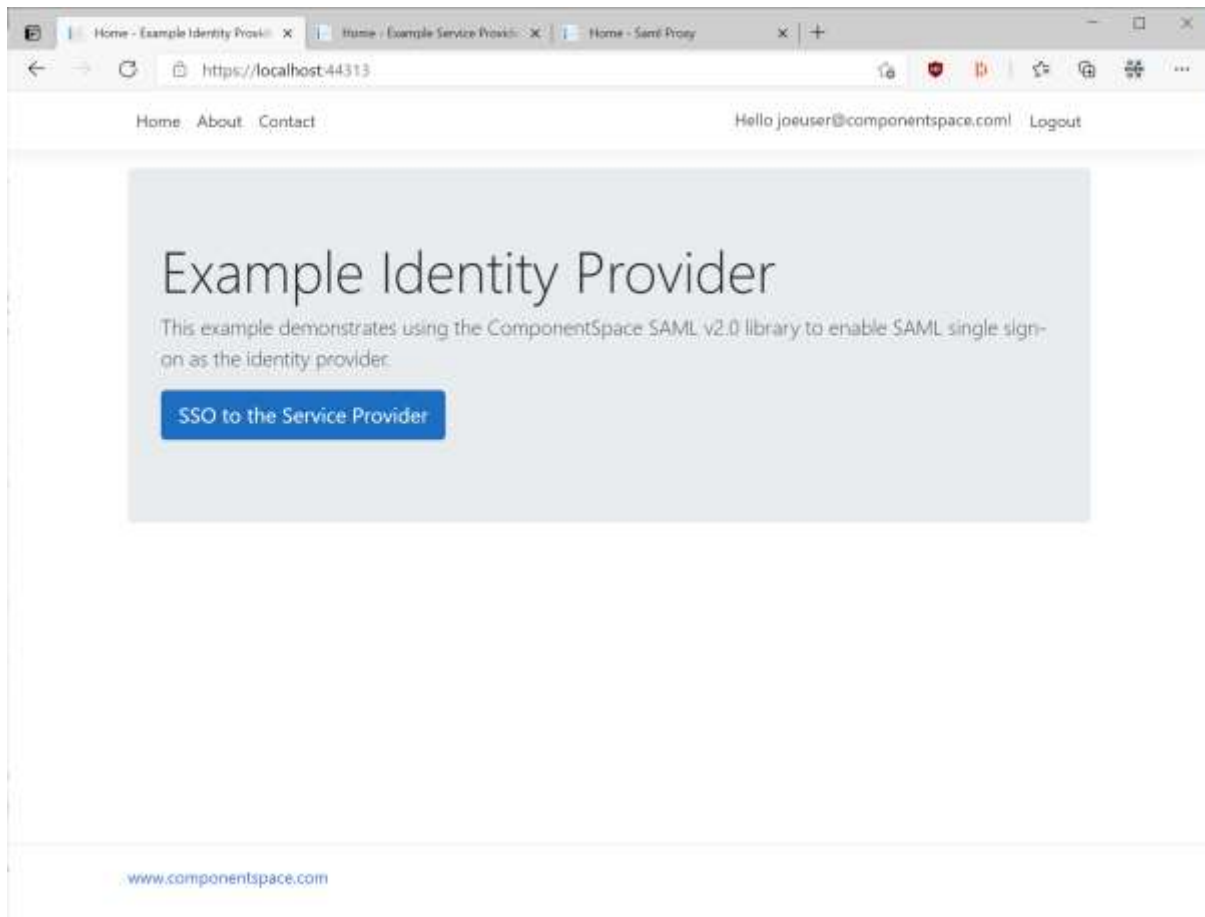 Home - Example Identity Provi
Home - Example Service Provi
Home - Saml Proxy
https://localhost:44313
Home About Contact
Hello joeuser@componentspace.com! Logout
Example Identity Provider
This example demonstrates using the ComponentSpace SAML v2.0 library to enable SAML single sign-
on as the identity provider.
SSO to the Service Provider
www.componentspace.com